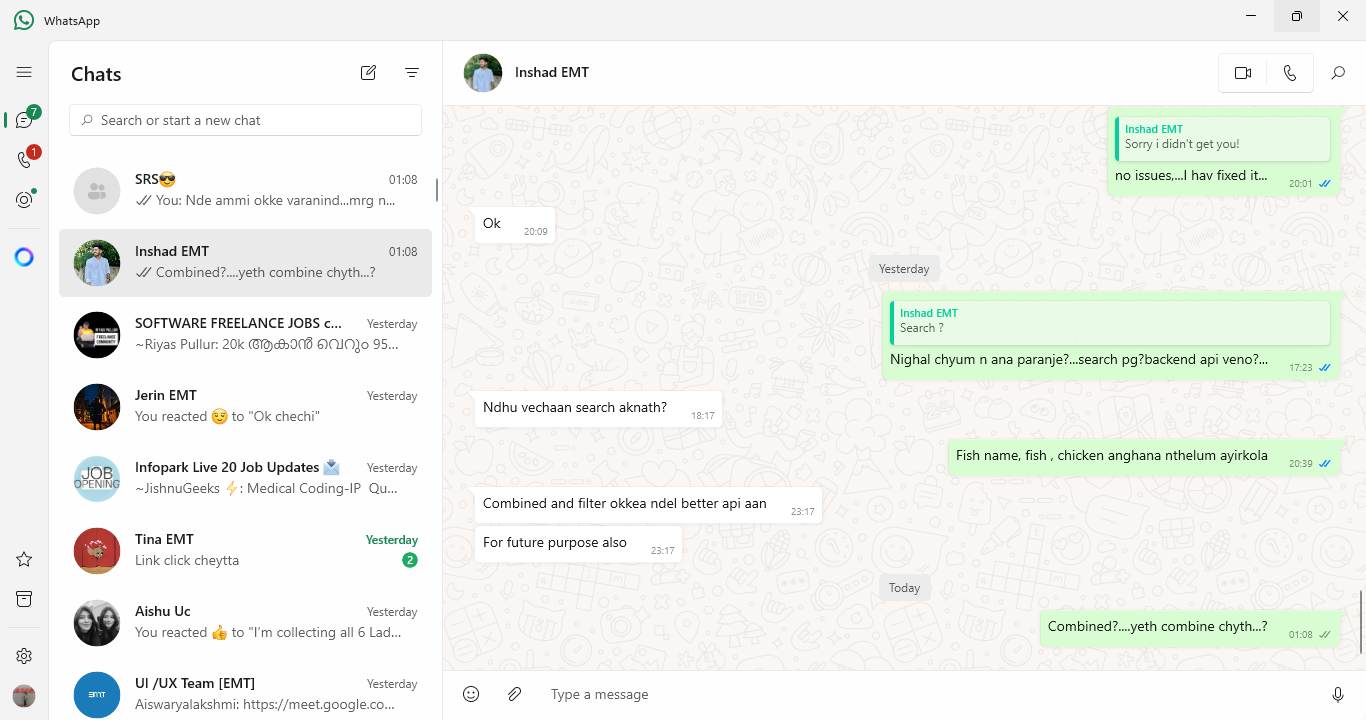 WhatsApp
Chats
7
1
Search or start a new chat
SRS😎 01:08
You: Nde ammi okke varanind...mrg n...
Inshad EMT 01:08
Combined?....yeth combine chyth...?
SOFTWARE FREELANCE JOBS c... Yesterday
~Riyas Pullur: 20k ആകാൻ വെറും 95...
Jerin EMT Yesterday
You reacted 😌 to "Ok chechi"
JOB OPENING
Infopark Live 20 Job Updates 📩 Yesterday
~JishnuGeeks ⚡: Medical Coding-IP Qu...
Tina EMT Yesterday
Link click cheytta 2
Aishu Uc Yesterday
You reacted 👍 to "I'm collecting all 6 Lad...
EMT
UI /UX Team [EMT] Yesterday
Aiswaryalakshmi: https://meet.google.co...
Inshad EMT
Inshad EMT
Sorry i didn't get you!
no issues,...I hav fixed it... 20:01
Ok 20:09
Yesterday
Inshad EMT
Search ?
Nighal chyum n ana paranje?...search pg?backend api veno?... 17:23
Ndhu vechaan search aknath? 18:17
Fish name, fish , chicken anghana nthelum ayirkola 20:39
Combined and filter okkea ndel better api aan 23:17
For future purpose also 23:17
Today
Combined?....yeth combine chyth...? 01:08
Type a message